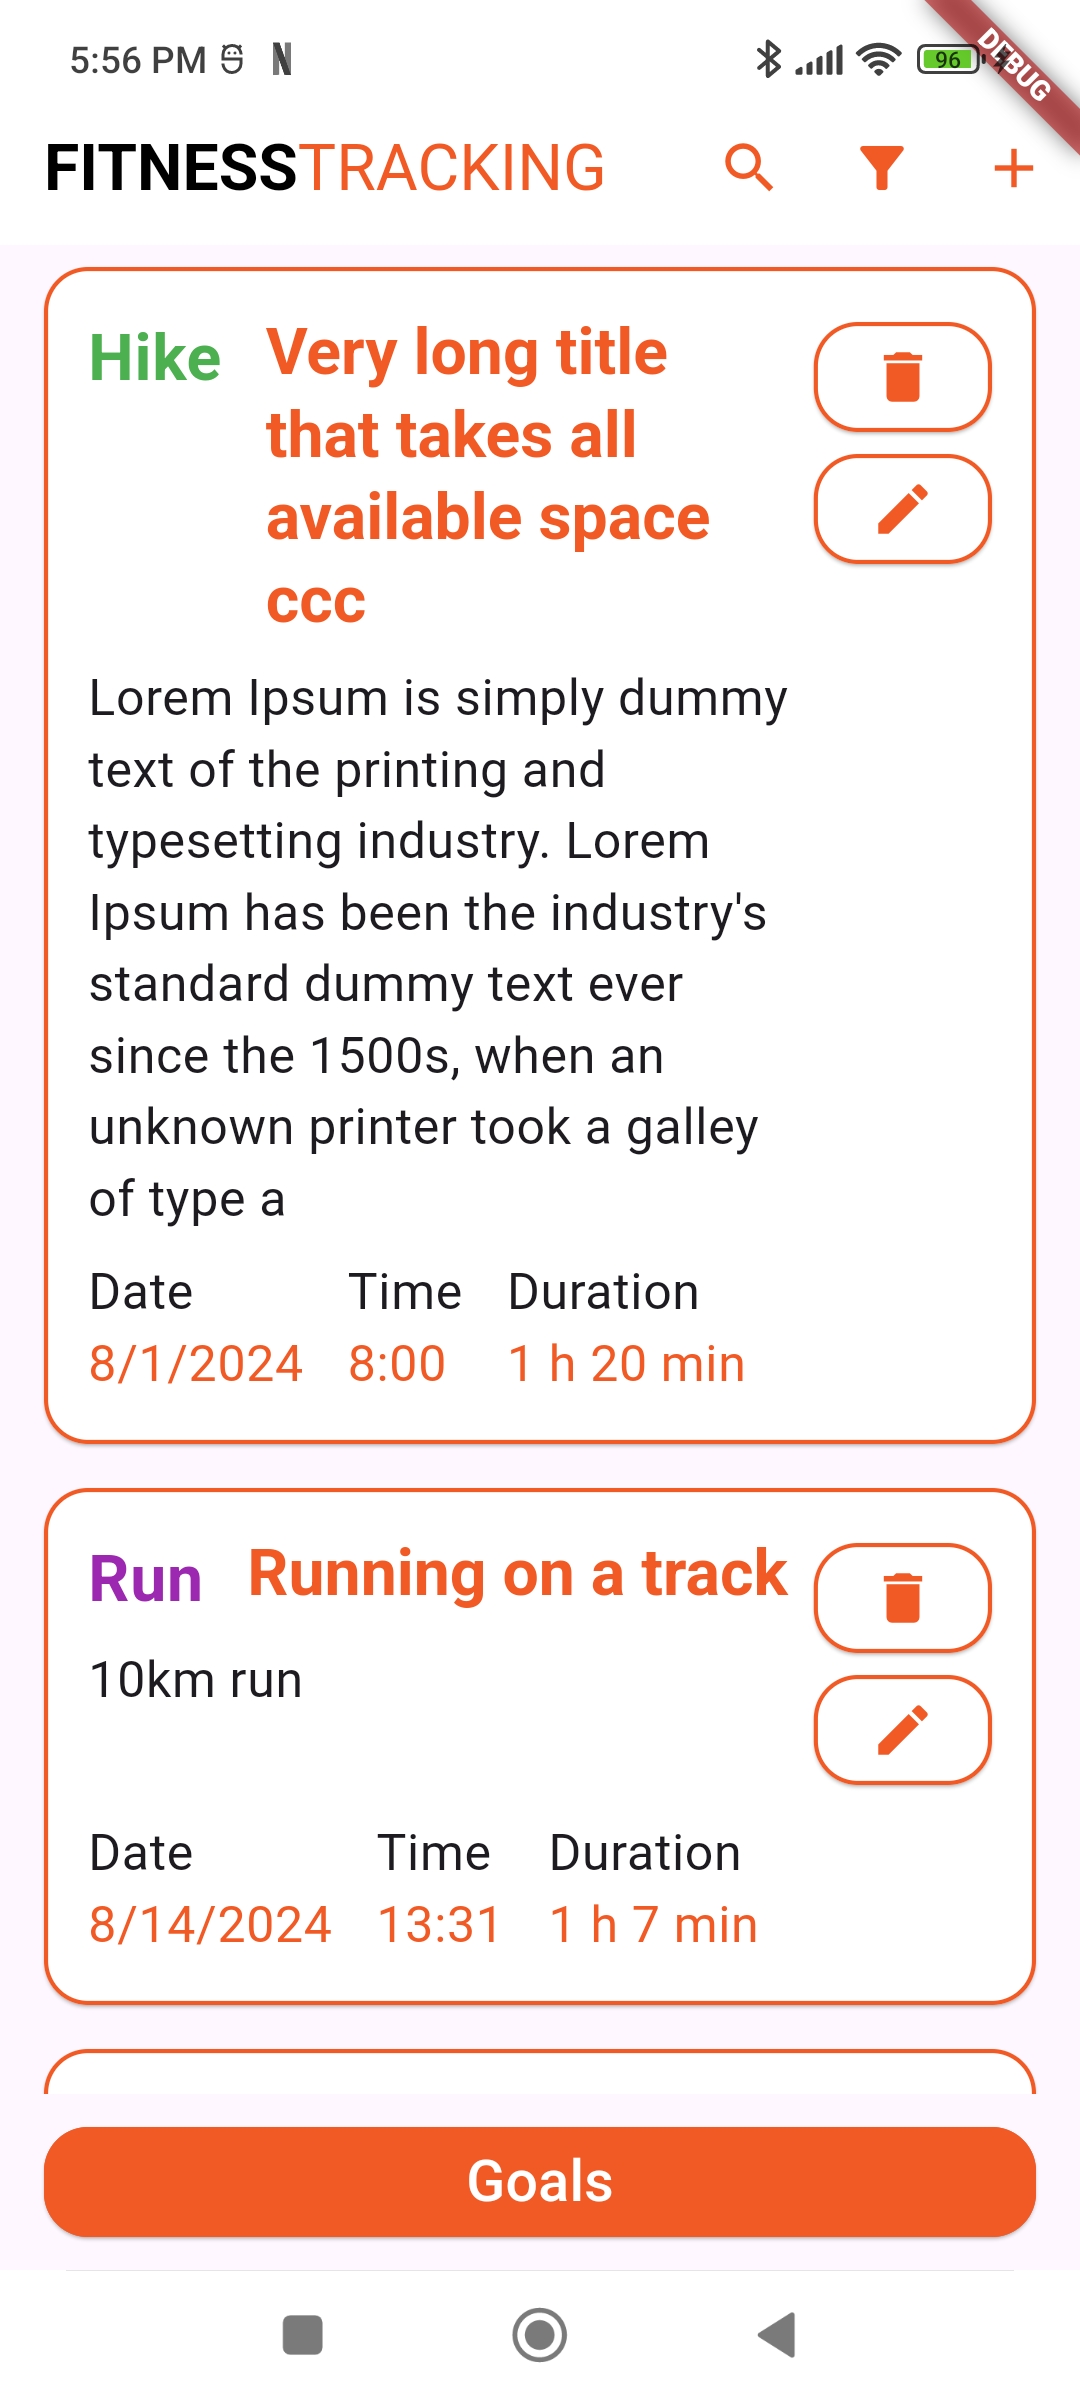 5:56 PM
96
DEBUG
FITNESSTRACKING
Hike
Very long title
that takes all
available space
ccc
Lorem Ipsum is simply dummy
text of the printing and
typesetting industry. Lorem
Ipsum has been the industry's
standard dummy text ever
since the 1500s, when an
unknown printer took a galley
of type a
Date Time Duration
8/1/2024 8:00 1 h 20 min
Run Running on a track
10km run
Date Time Duration
8/14/2024 13:31 1 h 7 min
Goals